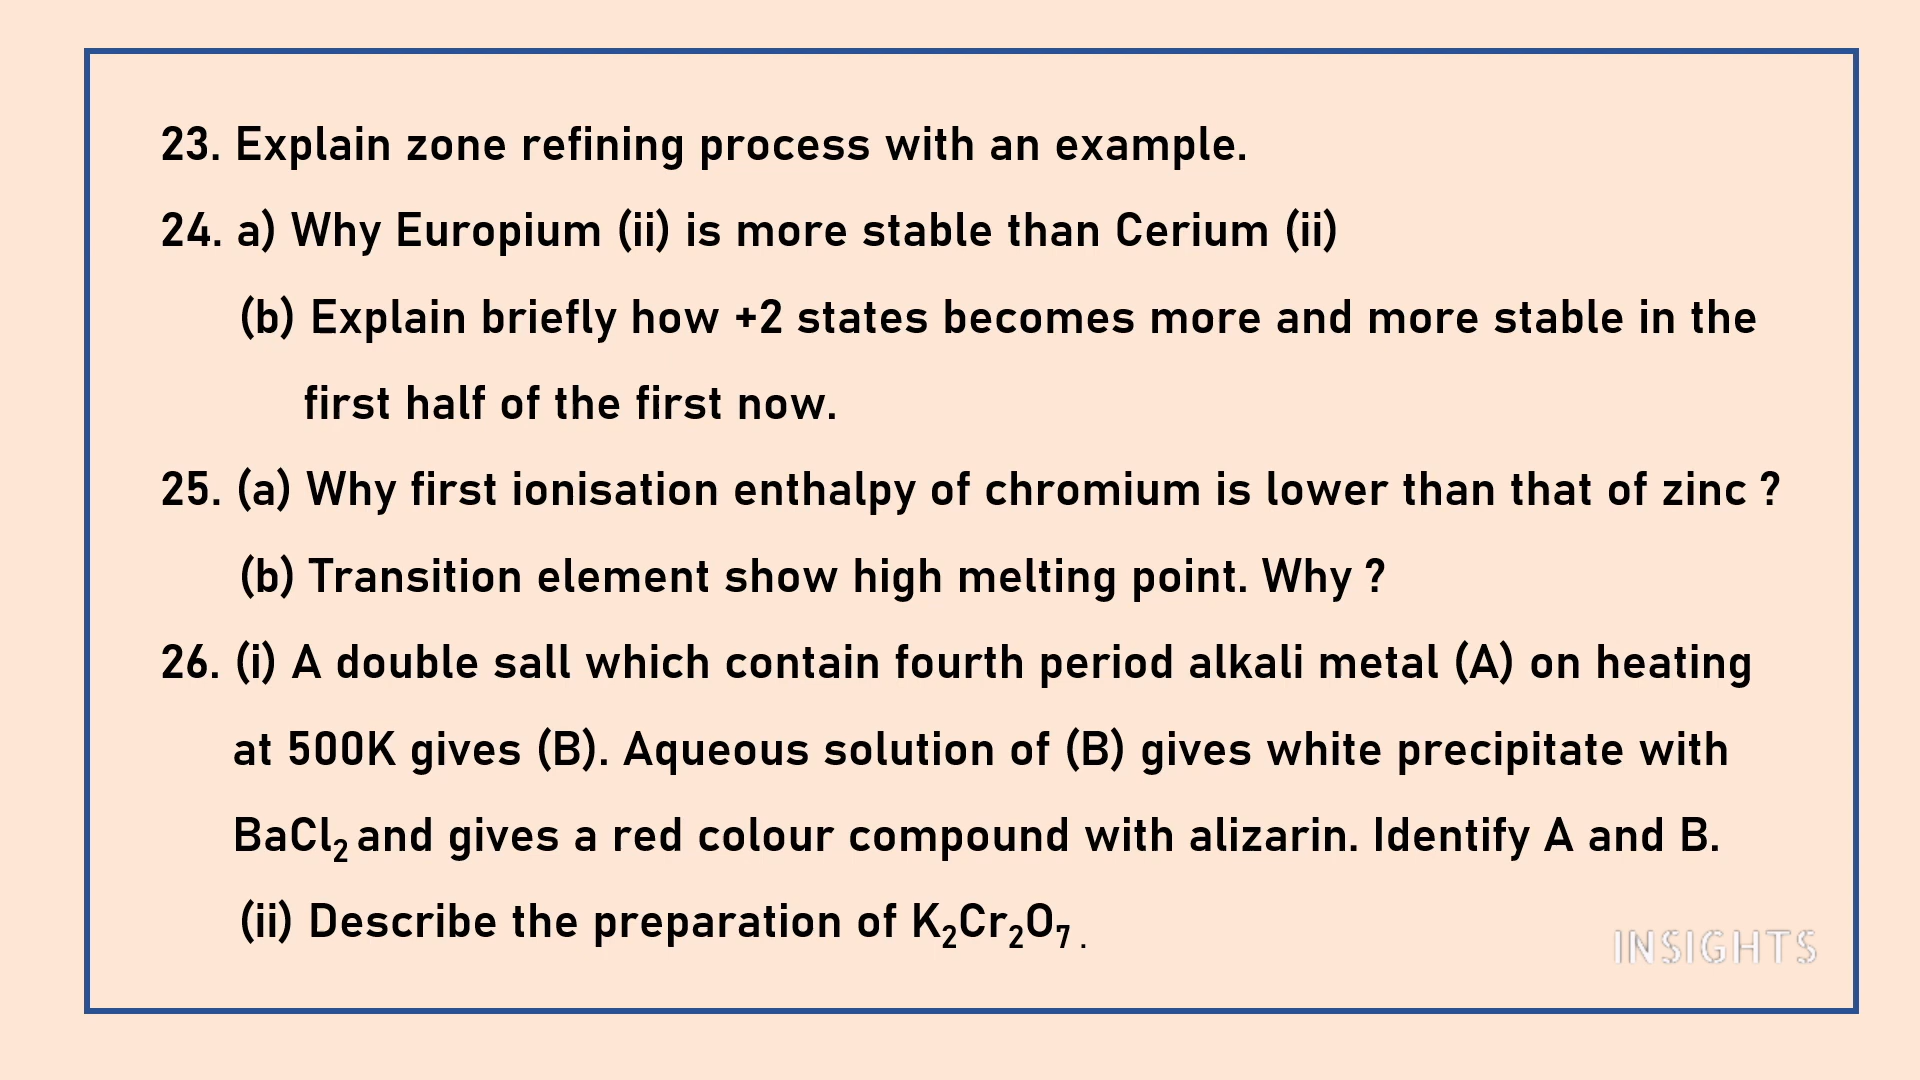 23. Explain zone refining process with an example.
24. a) Why Europium (ii) is more stable than Cerium (ii)
(b) Explain briefly how +2 states becomes more and more stable in the
first half of the first now.
25. (a) Why first ionisation enthalpy of chromium is lower than that of zinc ?
(b) Transition element show high melting point. Why ?
26. (i) A double sall which contain fourth period alkali metal (A) on heating
at 500K gives (B). Aqueous solution of (B) gives white precipitate with
BaCl₂ and gives a red colour compound with alizarin. Identify A and B.
(ii) Describe the preparation of K₂Cr₂O₇ .
INSIGHTS